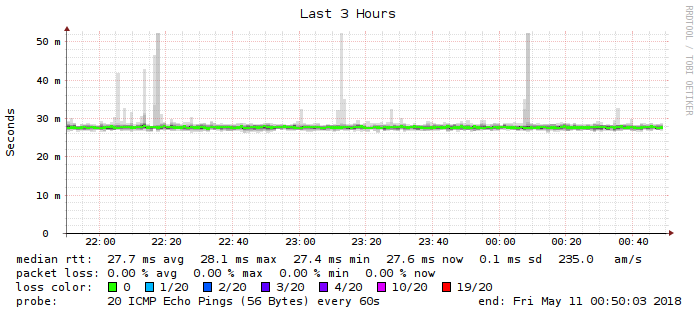 Last 3 Hours
RRDTOOL / TOBI OETIKER
Seconds
50 m
40 m
30 m
20 m
10 m
0
22:00 22:20 22:40 23:00 23:20 23:40 00:00 00:20 00:40
median rtt: 27.7 ms avg 28.1 ms max 27.4 ms min 27.6 ms now 0.1 ms sd 235.0 am/s
packet loss: 0.00 % avg 0.00 % max 0.00 % min 0.00 % now
loss color: 0 1/20 2/20 3/20 4/20 10/20 19/20
probe: 20 ICMP Echo Pings (56 Bytes) every 60s end: Fri May 11 00:50:03 2018